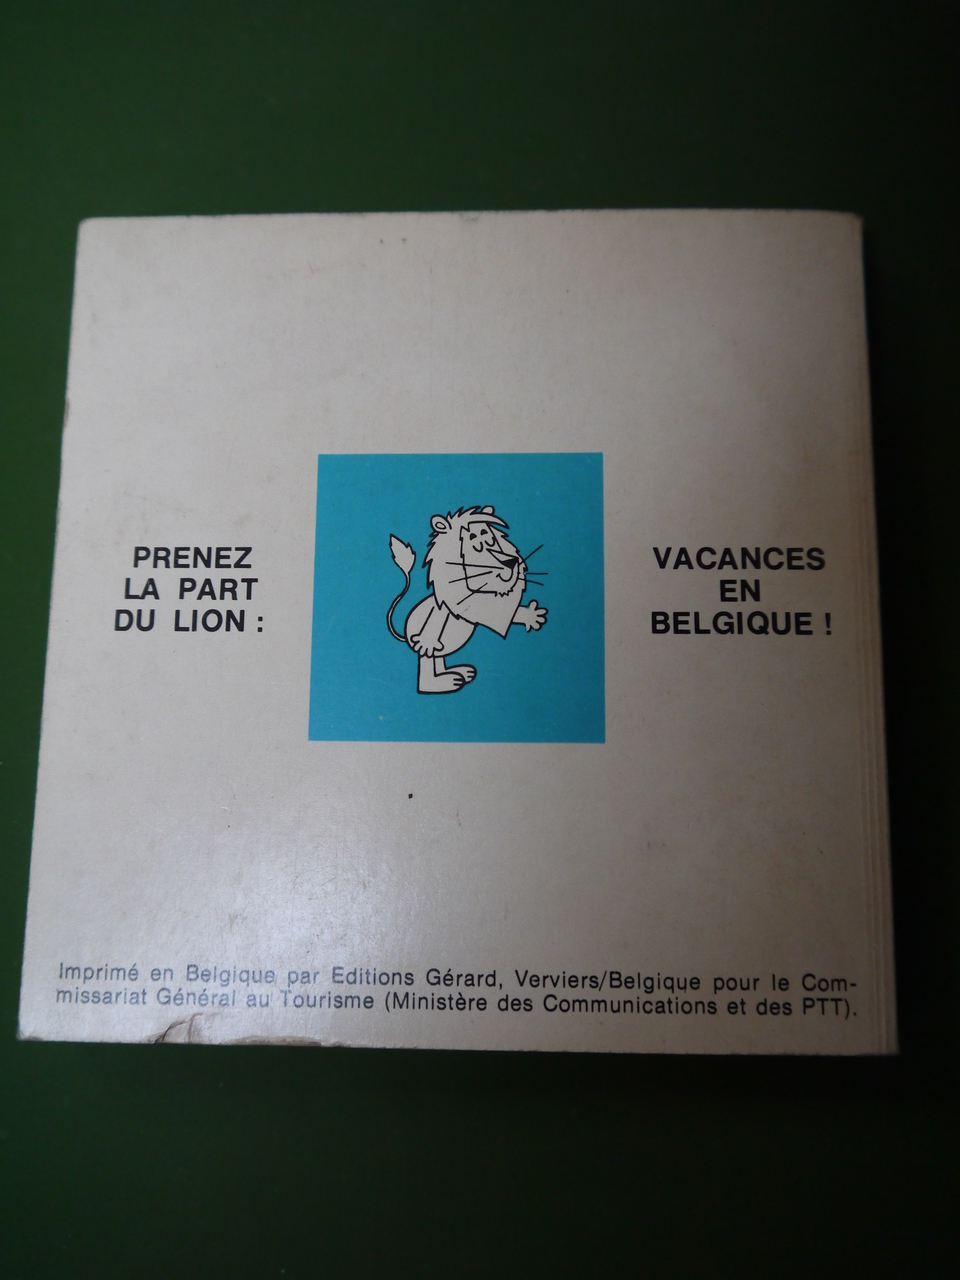 PRENEZ
LA PART
DU LION :
VACANCES
EN
BELGIQUE !
Imprimé en Belgique par Editions Gérard, Verviers/Belgique pour le Com-
missariat Général au Tourisme (Ministère des Communications et des PTT).